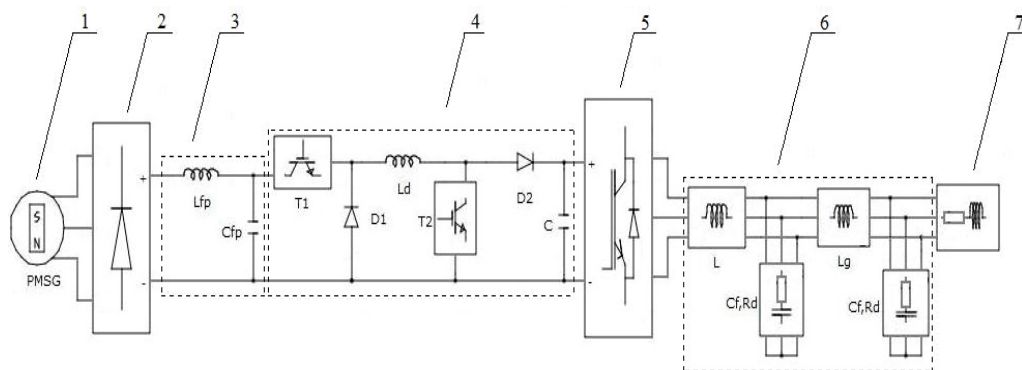 1
2
3
4
5
6
7
S
N
PMSG
+
-
Lfp
Cfp
T1
D1
Ld
T2
D2
C
+
-
L
Cf,Rd
Lg
Cf,Rd